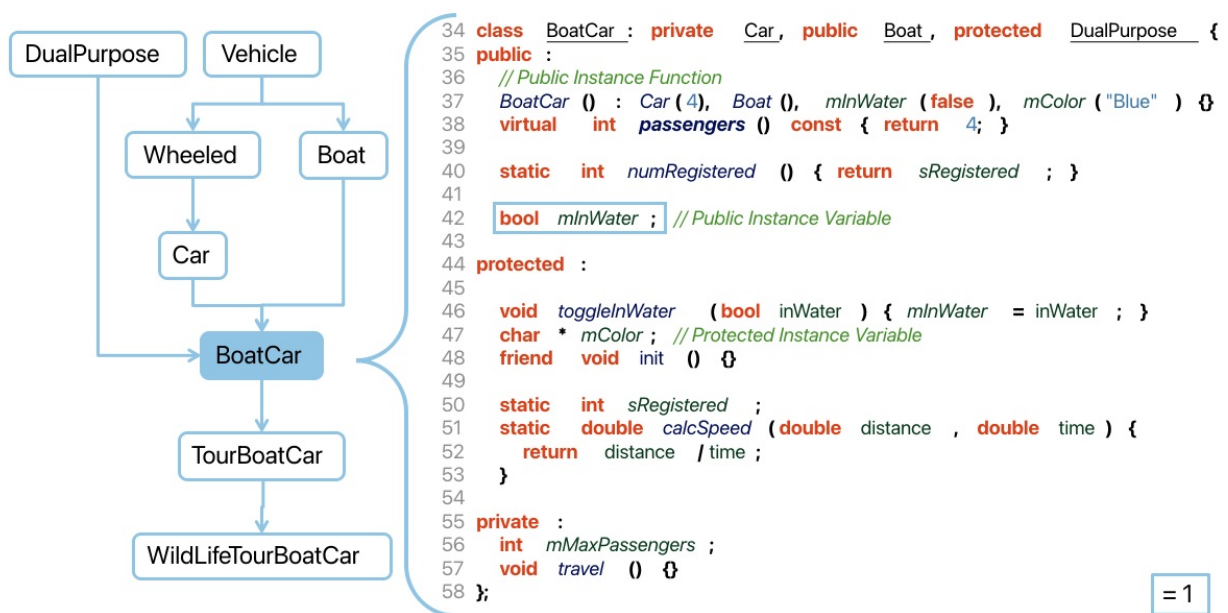 DualPurpose
Vehicle
Wheeled
Boat
Car
BoatCar
TourBoatCar
WildLifeTourBoatCar
34 class BoatCar : private Car , public Boat , protected DualPurpose {
35 public :
36 // Public Instance Function
37 BoatCar () : Car ( 4), Boat (), mInWater ( false ), mColor ( "Blue" ) {}
38 virtual int passengers () const { return 4; }
39
40 static int numRegistered () { return sRegistered ; }
41
42 bool mInWater ; // Public Instance Variable
43
44 protected :
45
46 void toggleInWater ( bool inWater ) { mInWater = inWater ; }
47 char * mColor ; // Protected Instance Variable
48 friend void init () {}
49
50 static int sRegistered ;
51 static double calcSpeed ( double distance , double time ) {
52 return distance / time ;
53 }
54
55 private :
56 int mMaxPassengers ;
57 void travel () {}
58 };
= 1